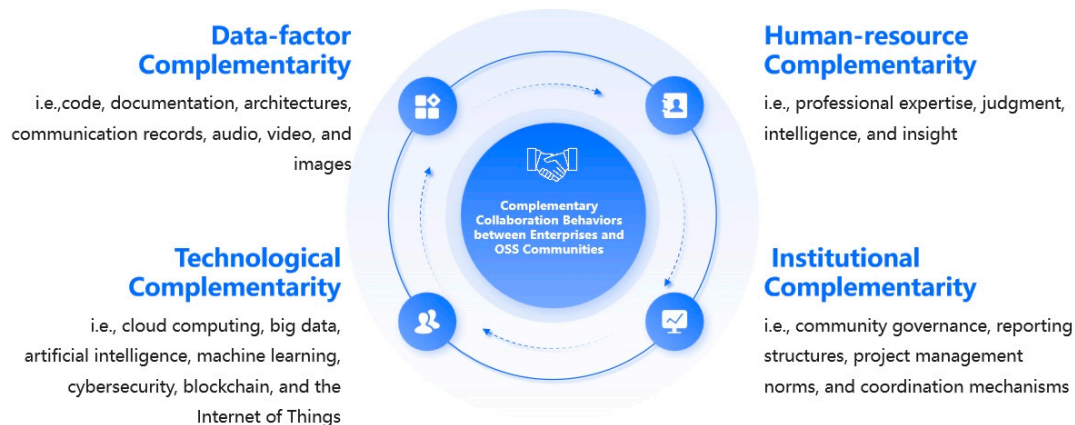 Data-factor
Complementarity
i.e.,code, documentation, architectures,
communication records, audio, video, and
images
Human-resource
Complementarity
i.e., professional expertise, judgment,
intelligence, and insight
Complementary
Collaboration Behaviors
between Enterprises and
OSS Communities
Technological
Complementarity
i.e., cloud computing, big data,
artificial intelligence, machine learning,
cybersecurity, blockchain, and the
Internet of Things
Institutional
Complementarity
i.e., community governance, reporting
structures, project management
norms, and coordination mechanisms